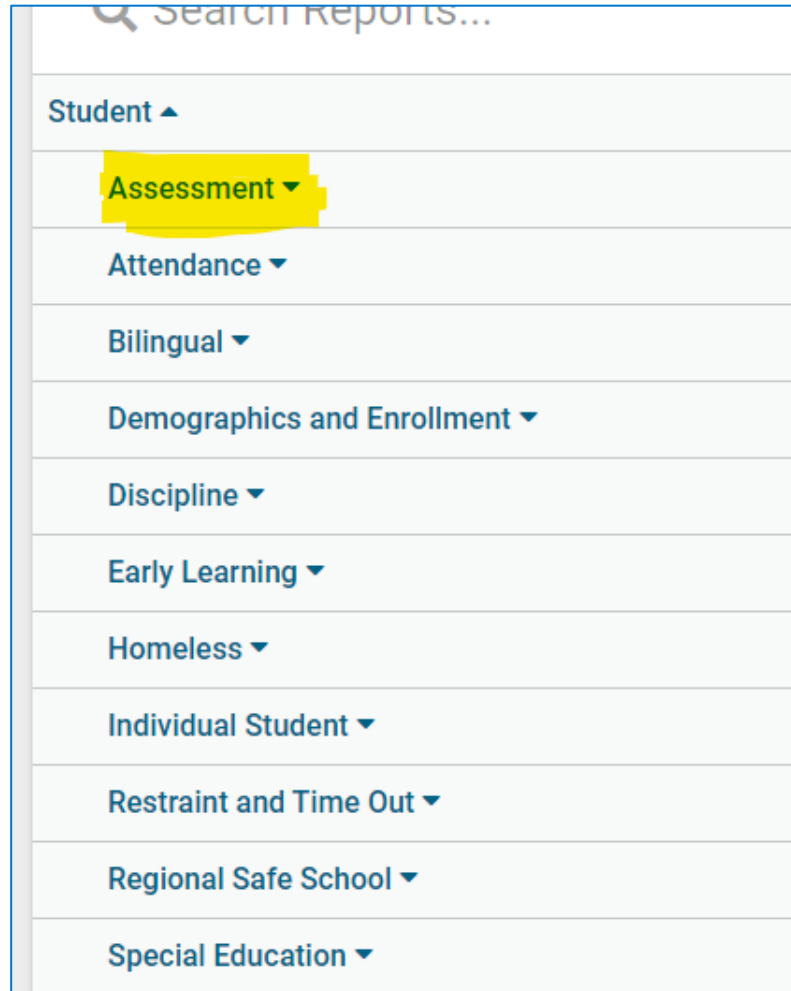 Search Reports...
Student
Assessment
Attendance
Bilingual
Demographics and Enrollment
Discipline
Early Learning
Homeless
Individual Student
Restraint and Time Out
Regional Safe School
Special Education